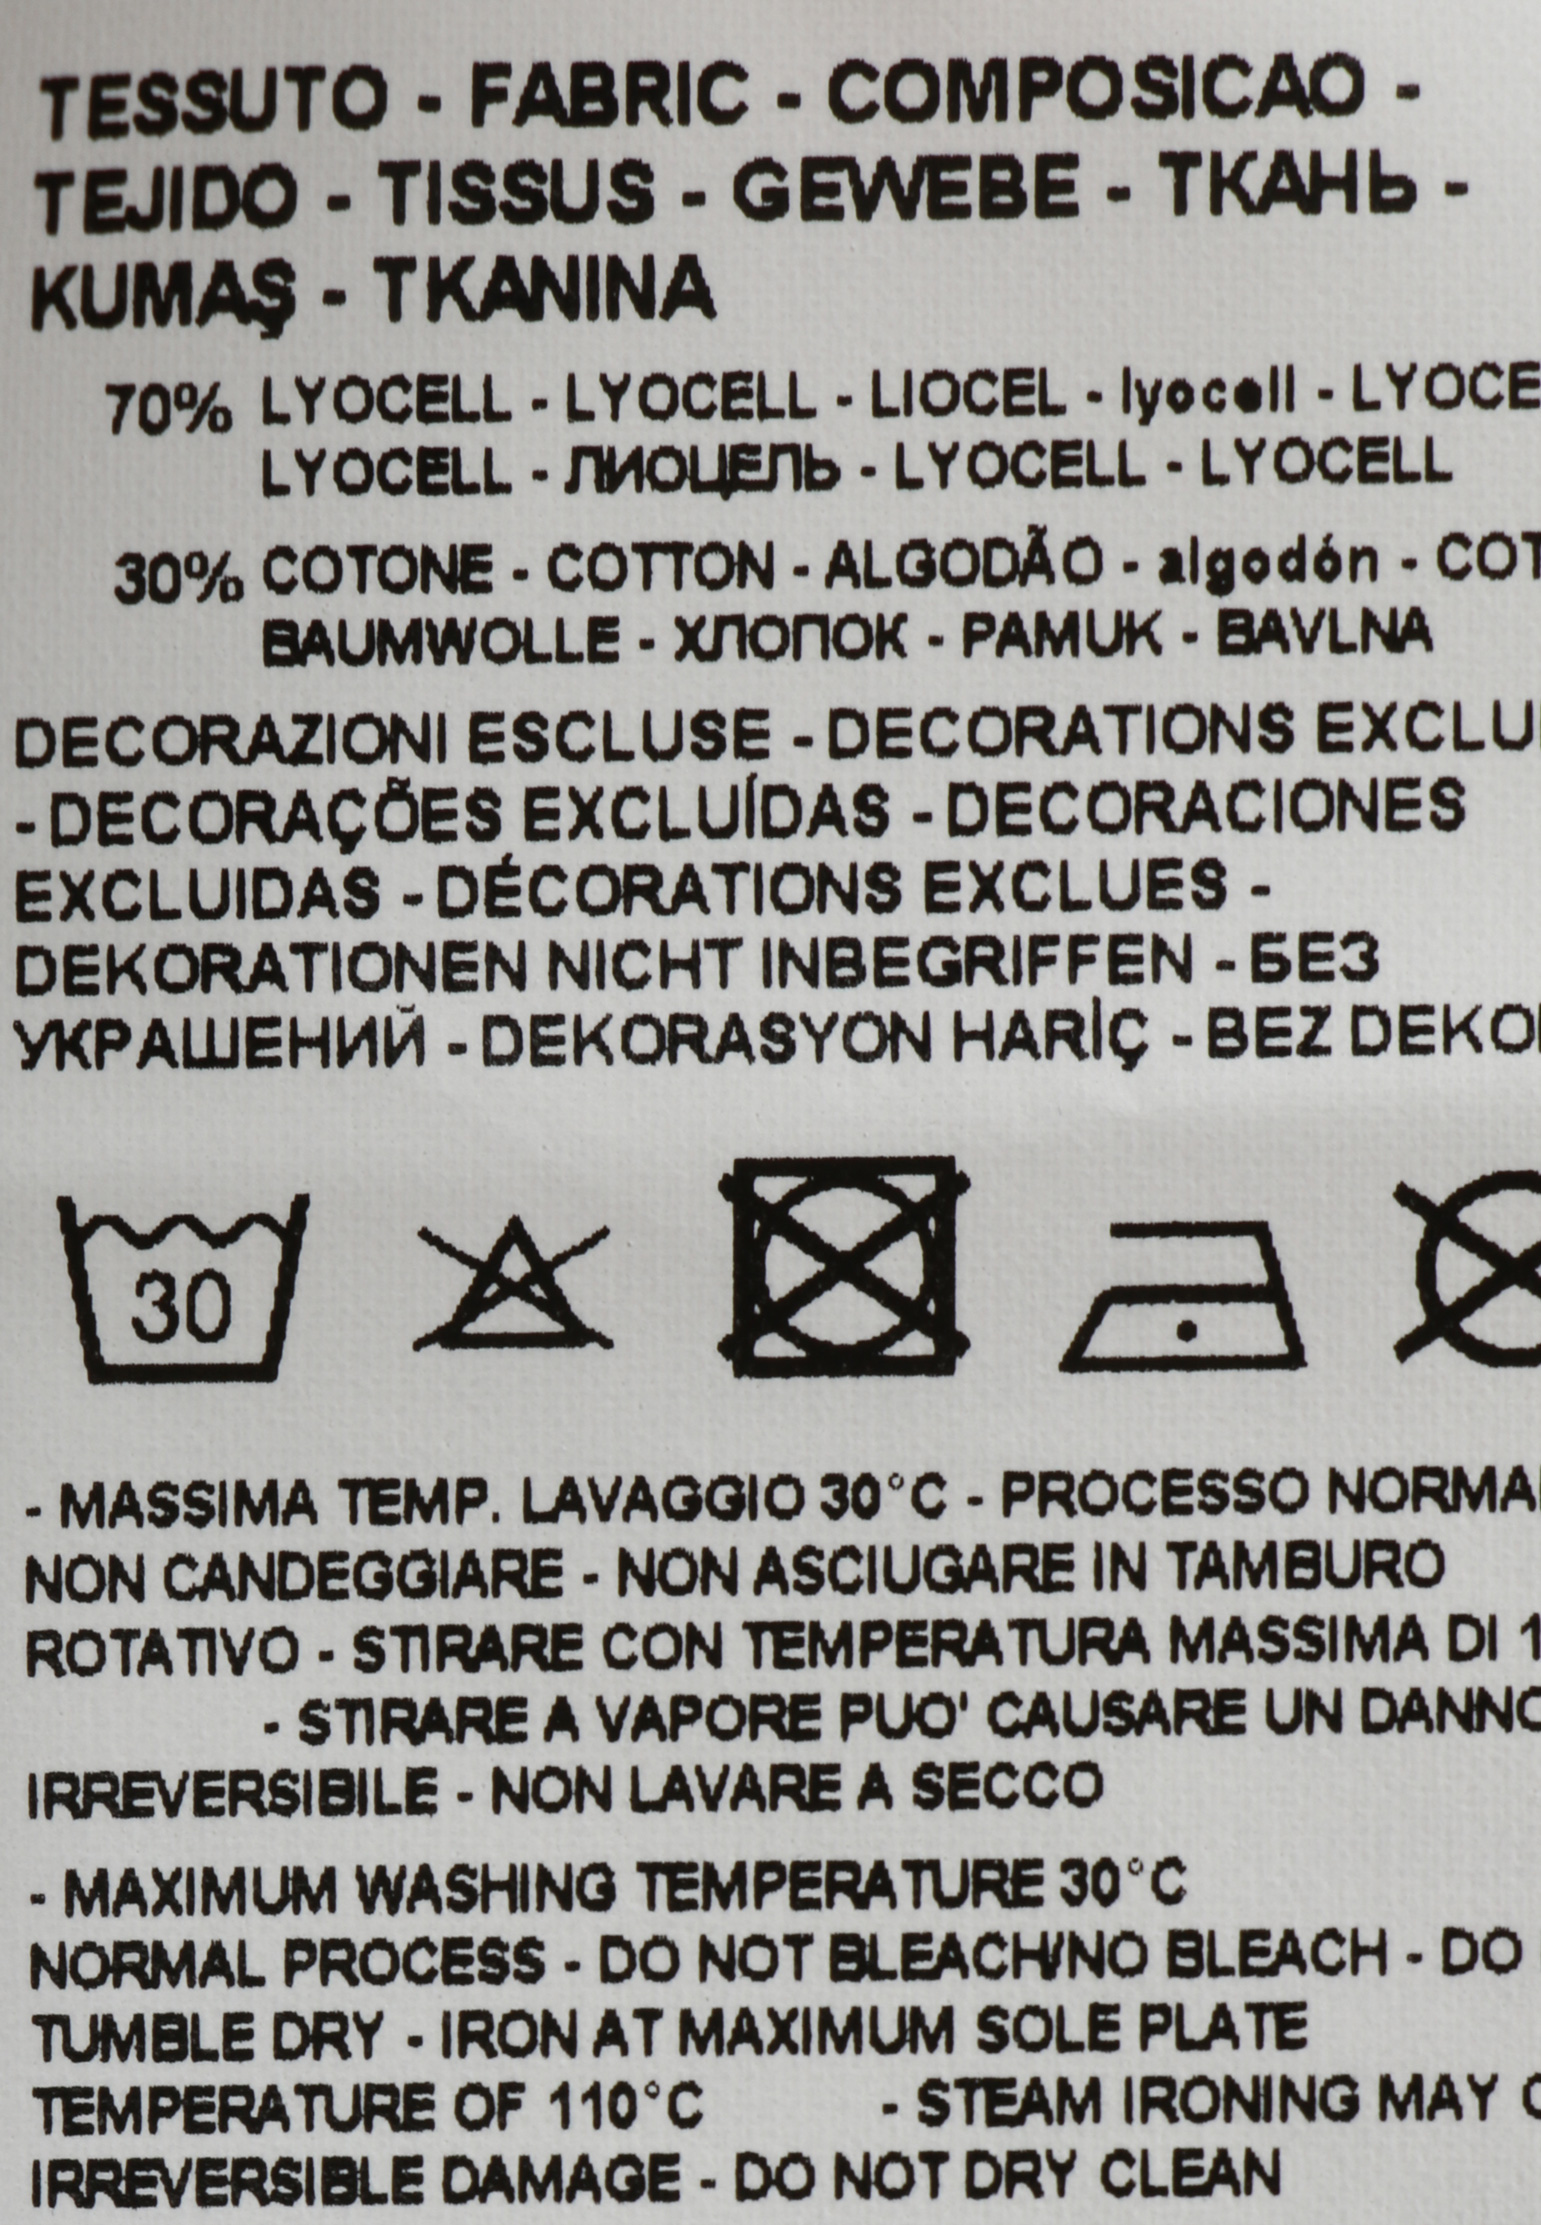 TESSUTO - FABRIC - COMPOSICAO -
TEJIDO - TISSUS - GEWEBE - ТКАНЬ -
KUMAŞ - TKANINA
70% LYOCELL - LYOCELL - LIOCEL - lyocell - LYOCE
LYOCELL - ЛИОЦЕЛЬ - LYOCELL - LYOCELL
30% COTONE - COTTON - ALGODÃO - algodón - COT
BAUMWOLLE - ХЛОПОК - PAMUK - BAVLNA
DECORAZIONI ESCLUSE - DECORATIONS EXCLU
- DECORAÇÕES EXCLUÍDAS - DECORACIONES
EXCLUIDAS - DÉCORATIONS EXCLUES -
DEKORATIONEN NICHT INBEGRIFFEN - БЕЗ
УКРАШЕНИЙ - DEKORASYON HARİÇ - BEZ DEKO
30
- MASSIMA TEMP. LAVAGGIO 30°C - PROCESSO NORMA
NON CANDEGGIARE - NON ASCIUGARE IN TAMBURO
ROTATIVO - STIRARE CON TEMPERATURA MASSIMA DI 1
- STIRARE A VAPORE PUO' CAUSARE UN DANNO
IRREVERSIBILE - NON LAVARE A SECCO
- MAXIMUM WASHING TEMPERATURE 30°C
NORMAL PROCESS - DO NOT BLEACH/NO BLEACH - DO
TUMBLE DRY - IRON AT MAXIMUM SOLE PLATE
TEMPERATURE OF 110°C - STEAM IRONING MAY
IRREVERSIBLE DAMAGE - DO NOT DRY CLEAN